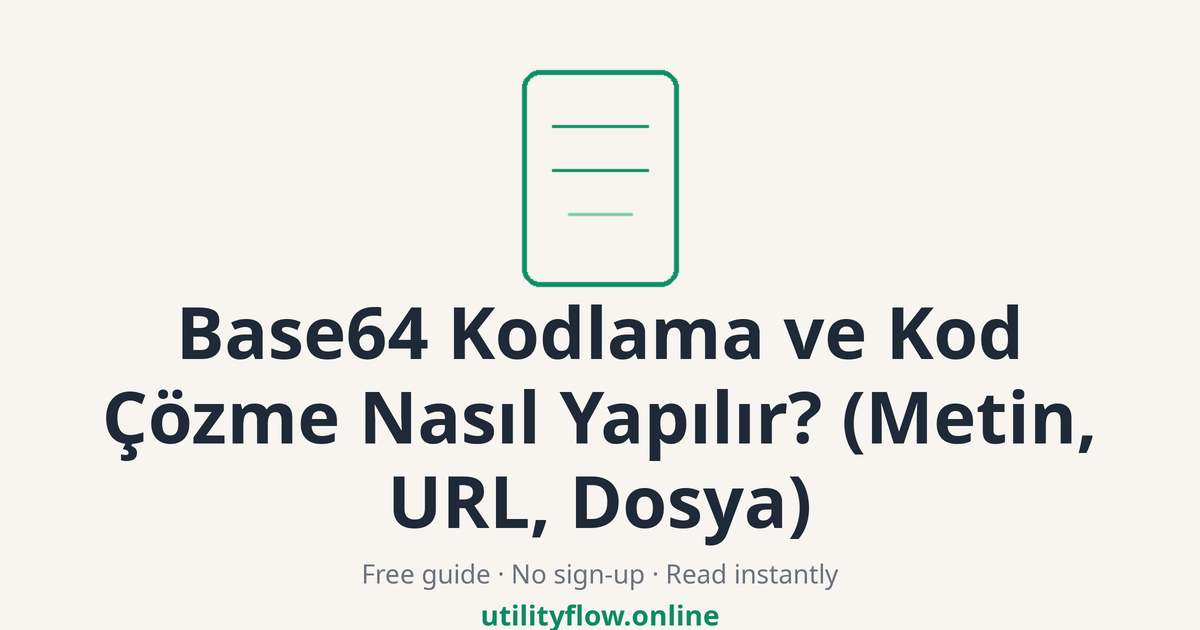 Base64 Kodlama ve Kod
Çözme Nasıl Yapılır? (Metin,
URL, Dosya)
Free guide · No sign-up · Read instantly
utilityflow.online